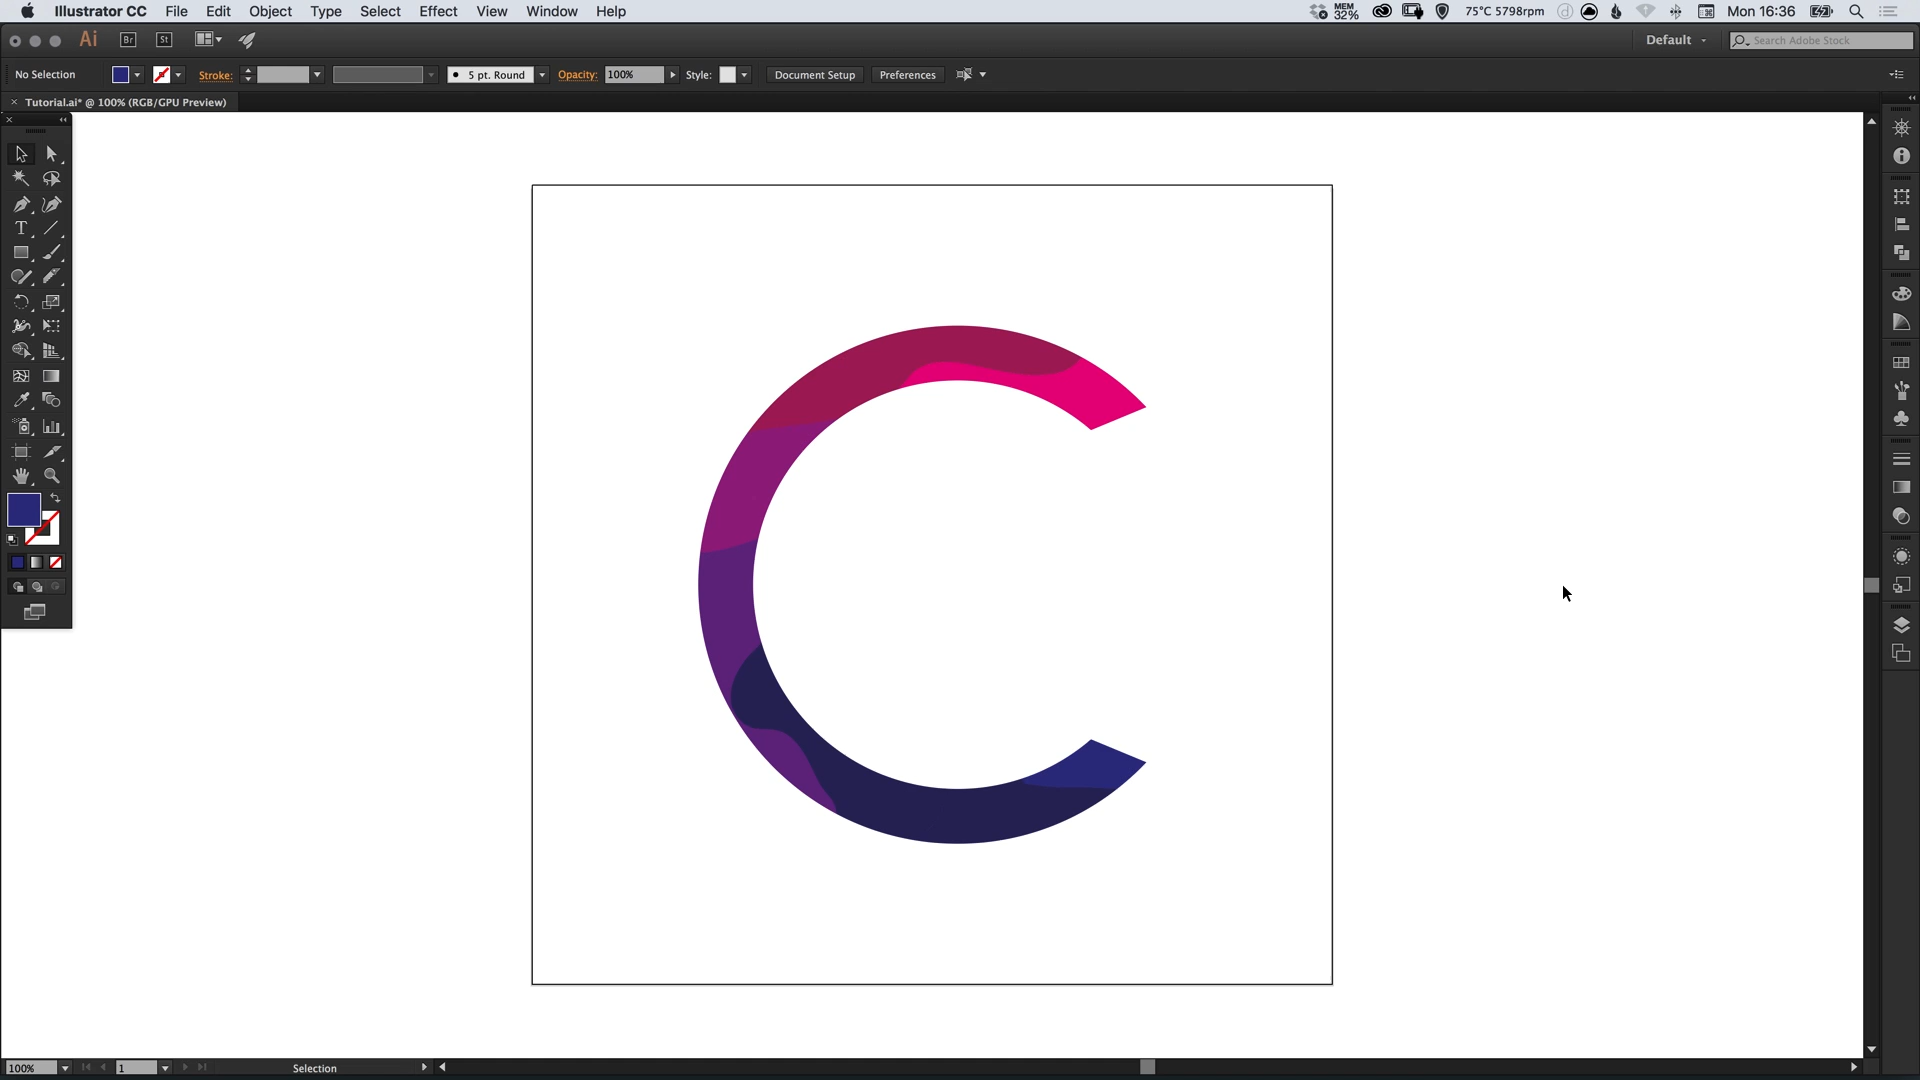 Illustrator CC File Edit Object Type Select Effect View Window Help MEM 32% 75°C 5798rpm Mon 16:36
Ai Br St Default Search Adobe Stock
No Selection Stroke: 5 pt. Round Opacity: 100% Style: Document Setup Preferences
× Tutorial.ai* @ 100% (RGB/GPU Preview)
T
C
100% 1 Selection